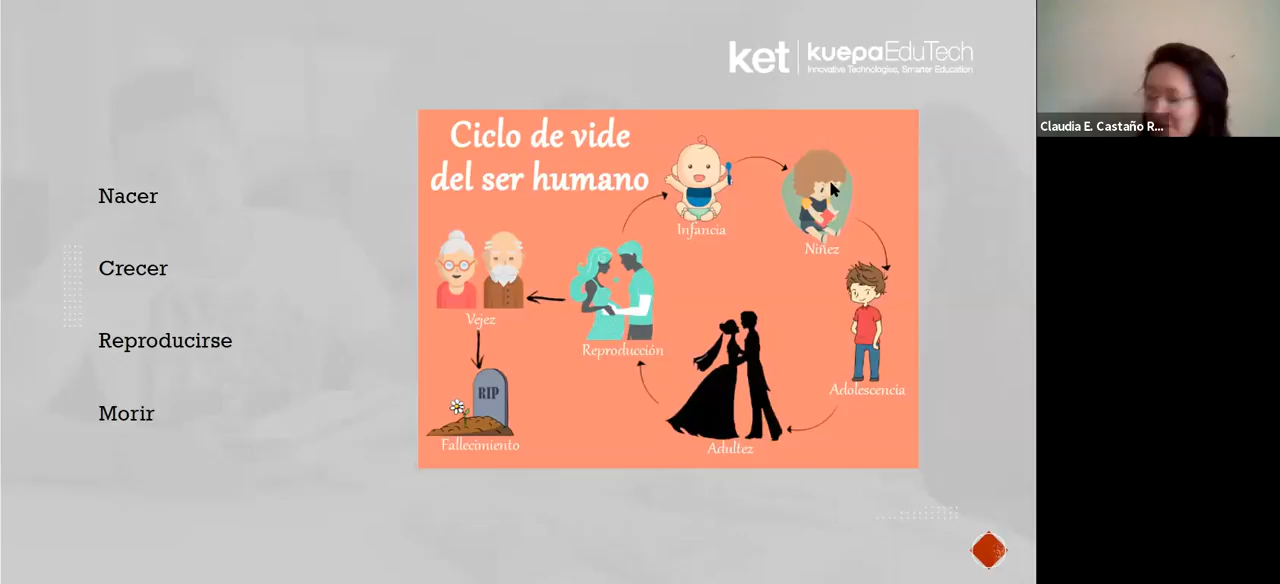 ket kuepaEduTech
Innovative Technologies, Smarter Education
Claudia E. Castaño R...
Nacer
Crecer
Reproducirse
Morir
Ciclo de vide
del ser humano
Infancia
Niñez
Adolescencia
Adultez
Reproducción
Vejez
RIP
Fallecimiento